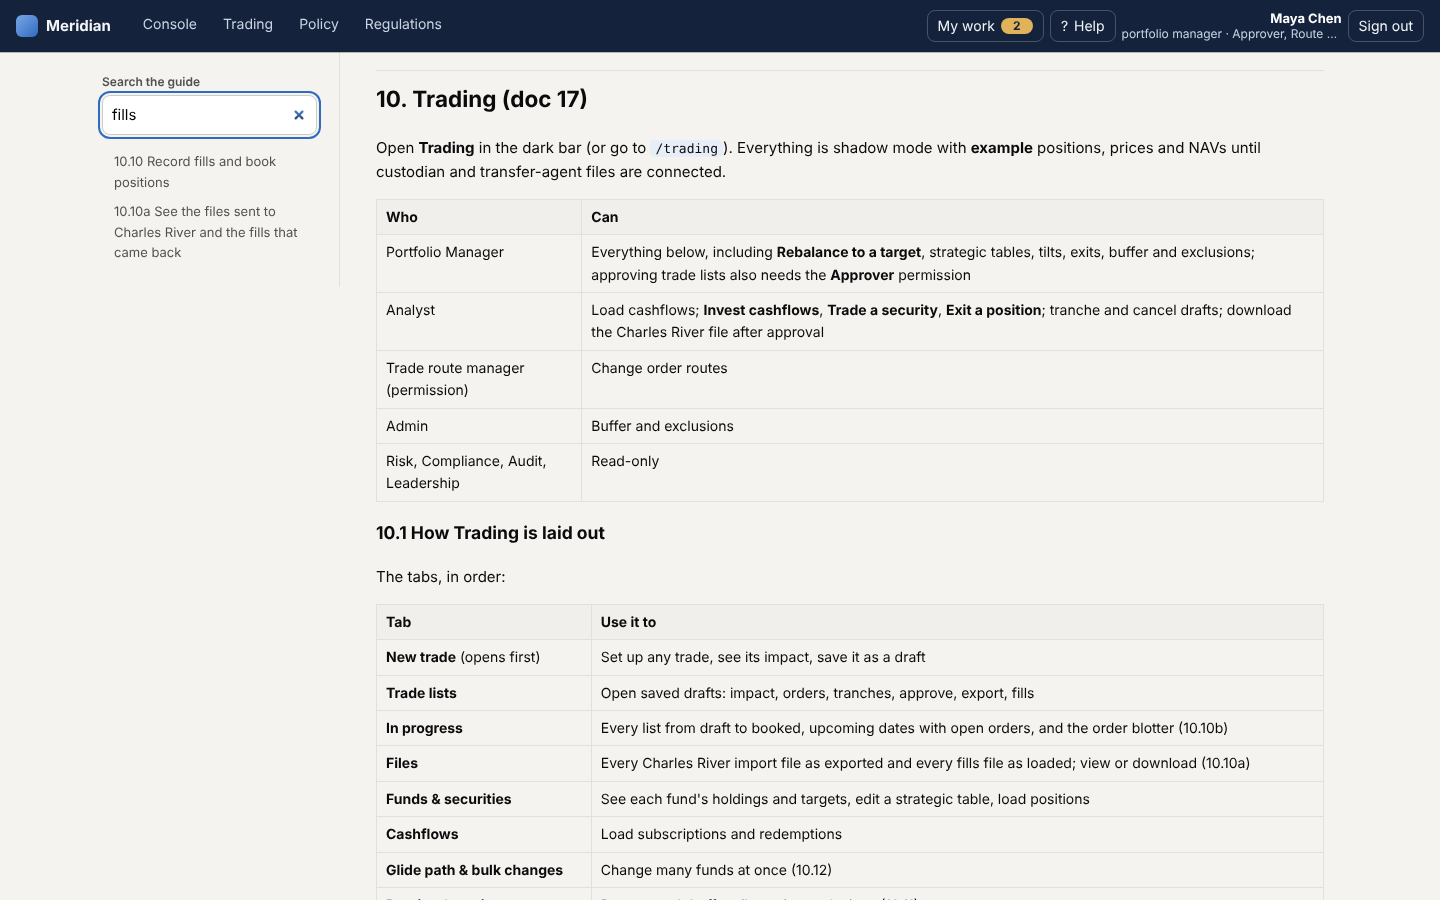 Meridian
Console
Trading
Policy
Regulations
My work 2
? Help
Maya Chen
portfolio manager · Approver, Route ...
Sign out
Search the guide
fills
10.10 Record fills and book
positions
10.10a See the files sent to
Charles River and the fills that
came back
10. Trading (doc 17)
Open Trading in the dark bar (or go to /trading ). Everything is shadow mode with example positions, prices and NAVs until
custodian and transfer-agent files are connected.
Who Can
Portfolio Manager Everything below, including Rebalance to a target, strategic tables, tilts, exits, buffer and exclusions;
approving trade lists also needs the Approver permission
Analyst Load cashflows; Invest cashflows, Trade a security, Exit a position; tranche and cancel drafts; download
the Charles River file after approval
Trade route manager Change order routes
(permission)
Admin Buffer and exclusions
Risk, Compliance, Audit, Read-only
Leadership
10.1 How Trading is laid out
The tabs, in order:
Tab Use it to
New trade (opens first) Set up any trade, see its impact, save it as a draft
Trade lists Open saved drafts: impact, orders, tranches, approve, export, fills
In progress Every list from draft to booked, upcoming dates with open orders, and the order blotter (10.10b)
Files Every Charles River import file as exported and every fills file as loaded; view or download (10.10a)
Funds & securities See each fund's holdings and targets, edit a strategic table, load positions
Cashflows Load subscriptions and redemptions
Glide path & bulk changes Change many funds at once (10.12)